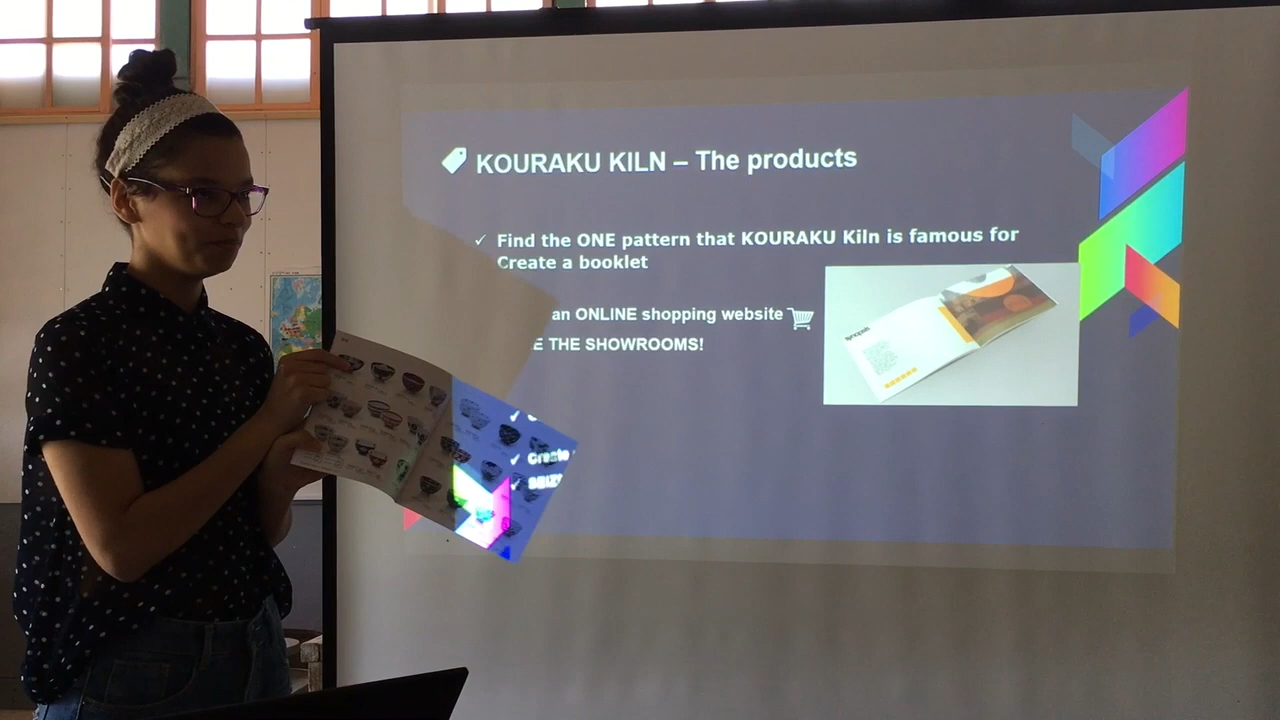 KOURAKU KILN – The products
✓ Find the ONE pattern that KOURAKU Kiln is famous for
Create a booklet
an ONLINE shopping website
E THE SHOWROOMS!
✓
✓ Create
✓